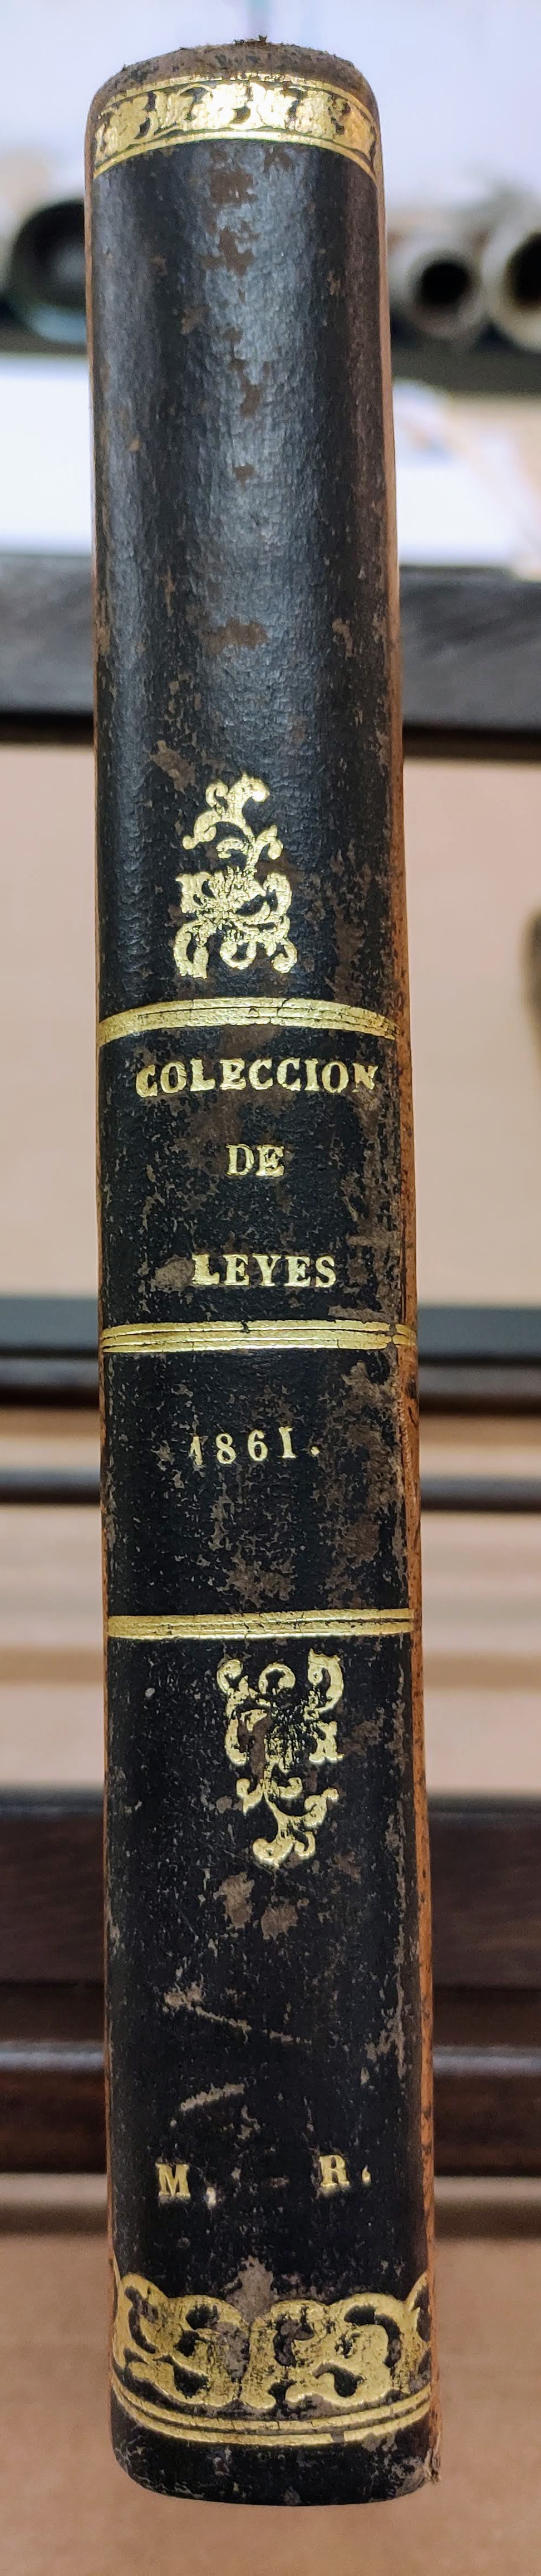 COLECCION
DE
LEYES
1861.
M. R.